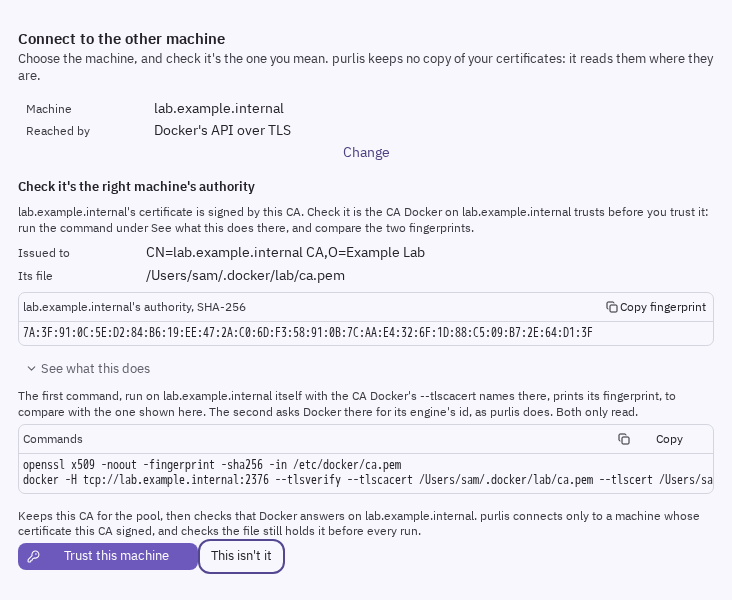 Connect to the other machine
Choose the machine, and check it's the one you mean. purlis keeps no copy of your certificates: it reads them where they
are.
Machine lab.example.internal
Reached by Docker's API over TLS
Change
Check it's the right machine's authority
lab.example.internal's certificate is signed by this CA. Check it is the CA Docker on lab.example.internal trusts before you trust it:
run the command under See what this does there, and compare the two fingerprints.
Issued to CN=lab.example.internal CA,O=Example Lab
Its file /Users/sam/.docker/lab/ca.pem
lab.example.internal's authority, SHA-256 Copy fingerprint
7A:3F:91:0C:5E:D2:84:B6:19:EE:47:2A:C0:6D:F3:58:91:0B:7C:AA:E4:32:6F:1D:88:C5:09:B7:2E:64:D1:3F
See what this does
The first command, run on lab.example.internal itself with the CA Docker's --tlscacert names there, prints its fingerprint, to
compare with the one shown here. The second asks Docker there for its engine's id, as purlis does. Both only read.
Commands Copy
openssl x509 -noout -fingerprint -sha256 -in /etc/docker/ca.pem
docker -H tcp://lab.example.internal:2376 --tlsverify --tlscacert /Users/sam/.docker/lab/ca.pem --tlscert /Users/sa
Keeps this CA for the pool, then checks that Docker answers on lab.example.internal. purlis connects only to a machine whose
certificate this CA signed, and checks the file still holds it before every run.
Trust this machine This isn't it